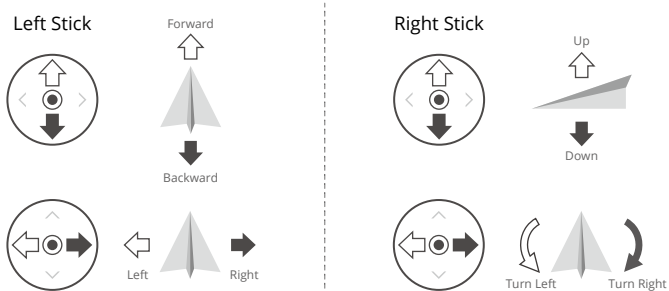 Left Stick
Forward
Backward
Left
Right
Right Stick
Up
Down
Turn Left
Turn Right